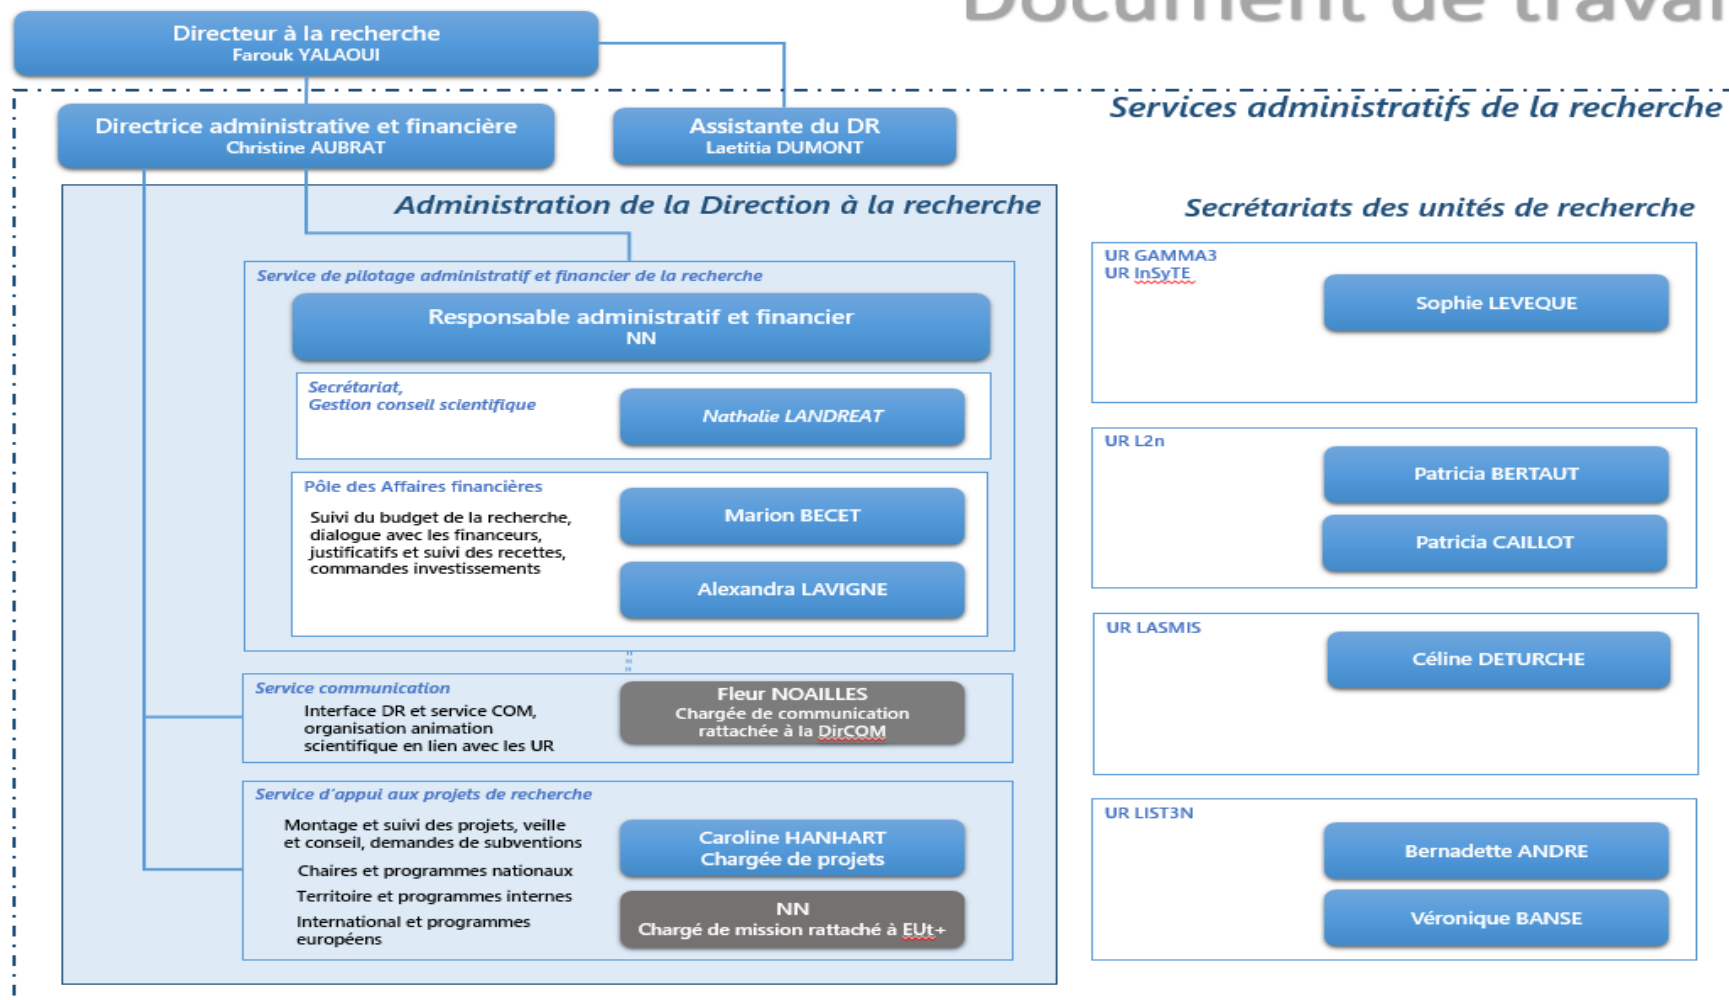 Document de travail
Directeur à la recherche
Farouk YALAOUI
Services administratifs de la recherche
Directrice administrative et financière
Christine AUBRAT
Assistante du DR
Laetitia DUMONT
Administration de la Direction à la recherche
Service de pilotage administratif et financier de la recherche
Responsable administratif et financier
NN
Secrétariat,
Gestion conseil scientifique
Nathalie LANDREAT
Pôle des Affaires financières
Suivi du budget de la recherche,
dialogue avec les financeurs,
justificatifs et suivi des recettes,
commandes investissements
Marion BECET
Alexandra LAVIGNE
Service communication
Interface DR et service COM,
organisation animation
scientifique en lien avec les UR
Fleur NOAILLES
Chargée de communication
rattachée à la DirCOM
Service d'appui aux projets de recherche
Montage et suivi des projets, veille
et conseil, demandes de subventions
Chaires et programmes nationaux
Territoire et programmes internes
International et programmes
européens
Caroline HANHART
Chargée de projets
NN
Chargé de mission rattaché à EUt+
Secrétariats des unités de recherche
UR GAMMA3
UR InSyTE
Sophie LEVEQUE
UR L2n
Patricia BERTAUT
Patricia CAILLOT
UR LASMIS
Céline DETURCHE
UR LIST3N
Bernadette ANDRE
Véronique BANSE